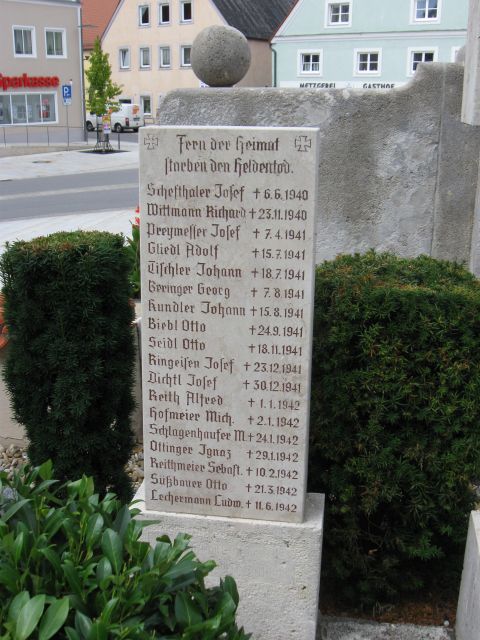 Sparkasse
P
METZGEREI GASTHOF
Fern der Heimat
starben den Heldentod.
Schefthaler Josef + 6.6.1940
Wittmann Richard + 23.11.1940
Preymesser Josef + 7.4.1941
Gliedl Adolf + 15.7.1941
Tischler Johann + 18.7.1941
Beringer Georg + 7.8.1941
Rundler Johann + 15.8.1941
Biebl Otto + 24.9.1941
Seidl Otto + 18.11.1941
Ringeisen Josef + 23.12.1941
Dichtl Josef + 30.12.1941
Reith Alfred + 1.1.1942
Hofmeier Mich. + 2.1.1942
Schlagenhaufer M. + 24.1.1942
Ottinger Ignaz + 29.1.1942
Reithmeier Sebast. + 10.2.1942
Süßbauer Otto + 21.3.1942
Lechermann Ludw. + 11.6.1942